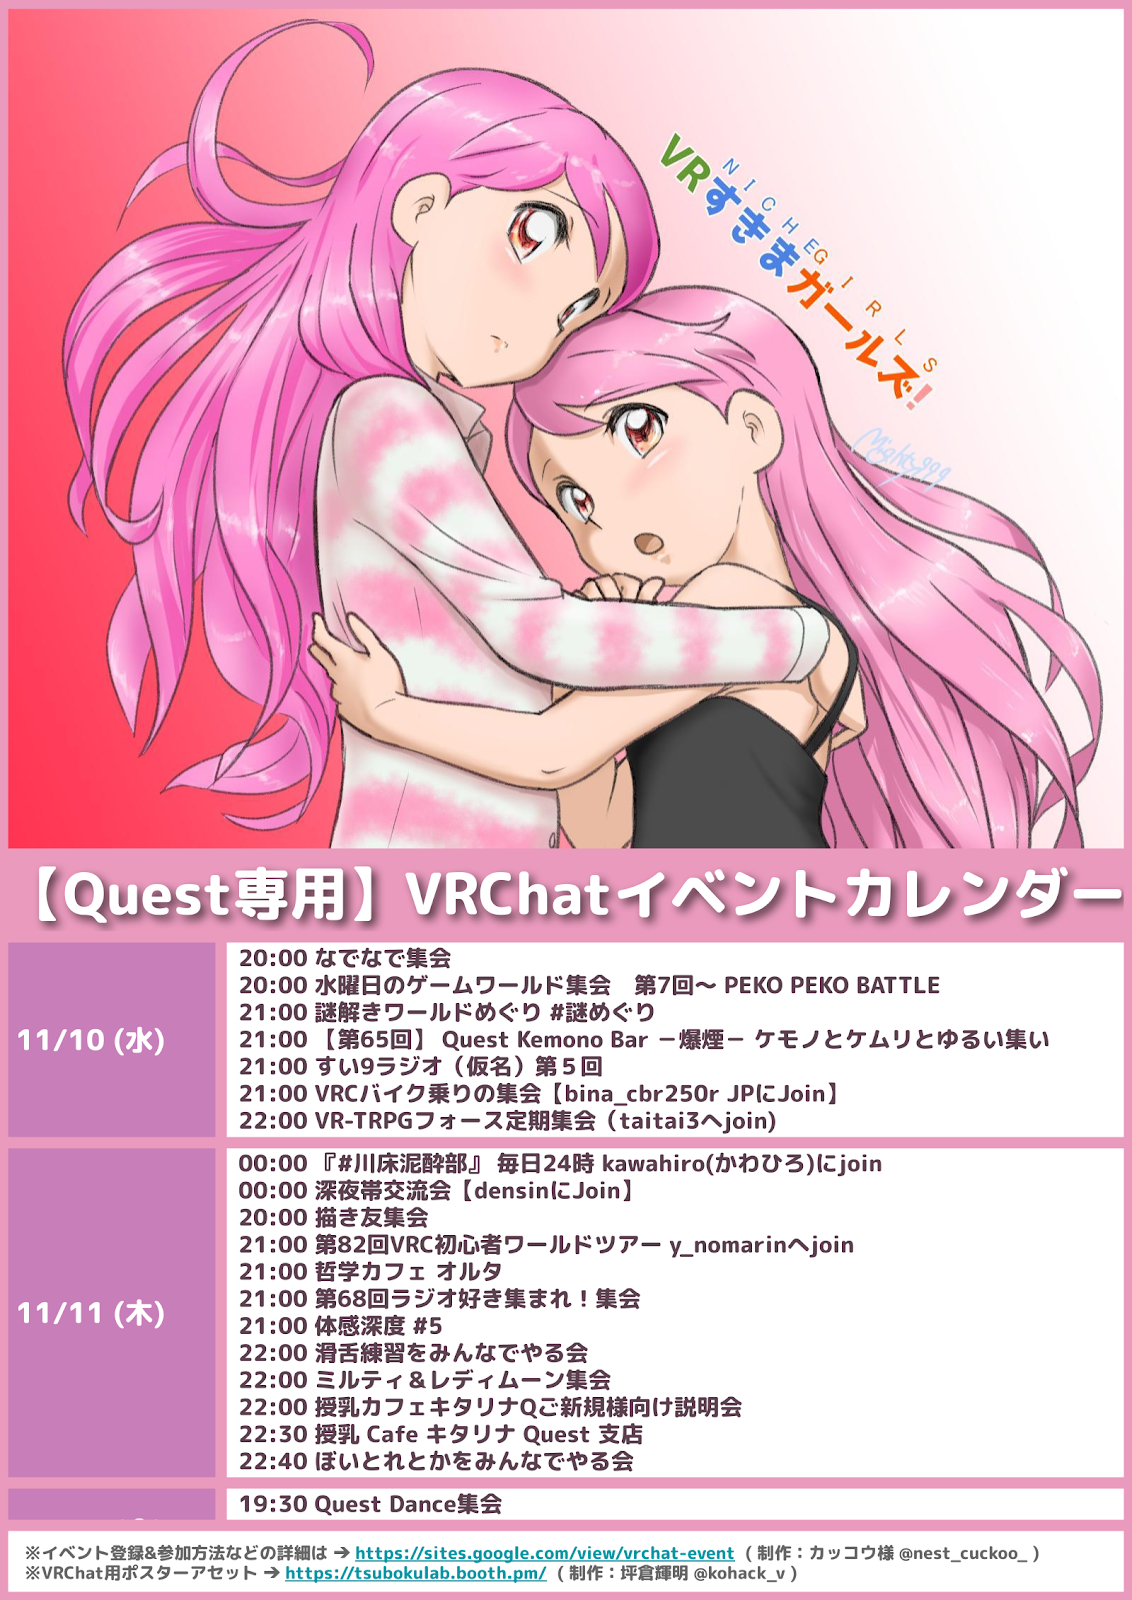 NICHE GIRLS
VRすきまガールズ!
Mighty999
【Quest専用】VRChatイベントカレンダー
11/10 (水)
20:00 なでなで集会
20:00 水曜日のゲームワールド集会　第7回〜 PEKO PEKO BATTLE
21:00 謎解きワールドめぐり #謎めぐり
21:00 【第65回】 Quest Kemono Bar －爆煙－ ケモノとケムリとゆるい集い
21:00 すい9ラジオ（仮名）第５回
21:00 VRCバイク乗りの集会【bina_cbr250r JPにJoin】
22:00 VR-TRPGフォース定期集会（taitai3へjoin)
11/11 (木)
00:00 『#川床泥酔部』 毎日24時 kawahiro(かわひろ)にjoin
00:00 深夜帯交流会【densinにJoin】
20:00 描き友集会
21:00 第82回VRC初心者ワールドツアー y_nomarinへjoin
21:00 哲学カフェ オルタ
21:00 第68回ラジオ好き集まれ！集会
21:00 体感深度 #5
22:00 滑舌練習をみんなでやる会
22:00 ミルティ＆レディムーン集会
22:00 授乳カフェキタリナQご新規様向け説明会
22:30 授乳 Cafe キタリナ Quest 支店
22:40 ぼいとれとかをみんなでやる会
19:30 Quest Dance集会
※イベント登録&参加方法などの詳細は → https://sites.google.com/view/vrchat-event ( 制作：カッコウ様 @nest_cuckoo_ )
※VRChat用ポスターアセット → https://tsubokulab.booth.pm/ ( 制作：坪倉輝明 @kohack_v )